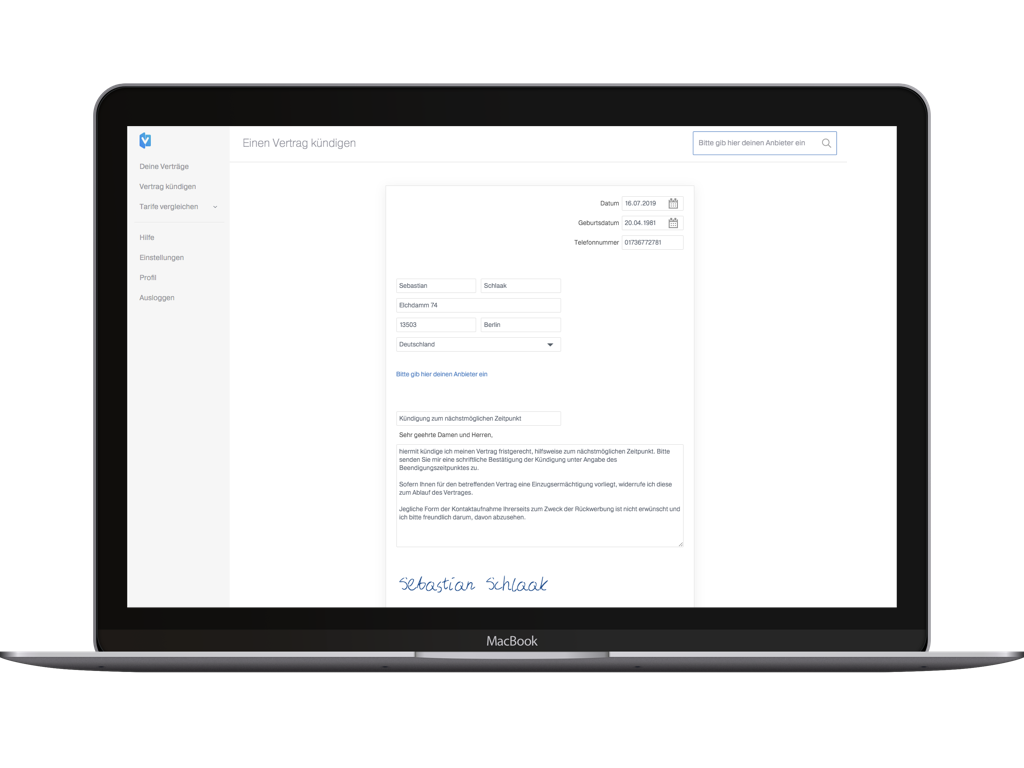 Einen Vertrag kündigen
Bitte gib hier deinen Anbieter ein
Deine Verträge
Vertrag kündigen
Tarife vergleichen
Hilfe
Einstellungen
Profil
Ausloggen
Datum 16.07.2019
Geburtsdatum 20.04.1981
Telefonnummer 01736772781
Sebastian Schlaak
Elchdamm 74
13503 Berlin
Deutschland
Bitte gib hier deinen Anbieter ein
Kündigung zum nächstmöglichen Zeitpunkt
Sehr geehrte Damen und Herren,
hiermit kündige ich meinen Vertrag fristgerecht, hilfsweise zum nächstmöglichen Zeitpunkt. Bitte
senden Sie mir eine schriftliche Bestätigung der Kündigung unter Angabe des
Beendigungszeitpunktes zu.
Sofern Ihnen für den betreffenden Vertrag eine Einzugsermächtigung vorliegt, widerrufe ich diese
zum Ablauf des Vertrages.
Jegliche Form der Kontaktaufnahme Ihrerseits zum Zweck der Rückwerbung ist nicht erwünscht und
ich bitte freundlich darum, davon abzusehen.
Sebastian Schlaak
MacBook